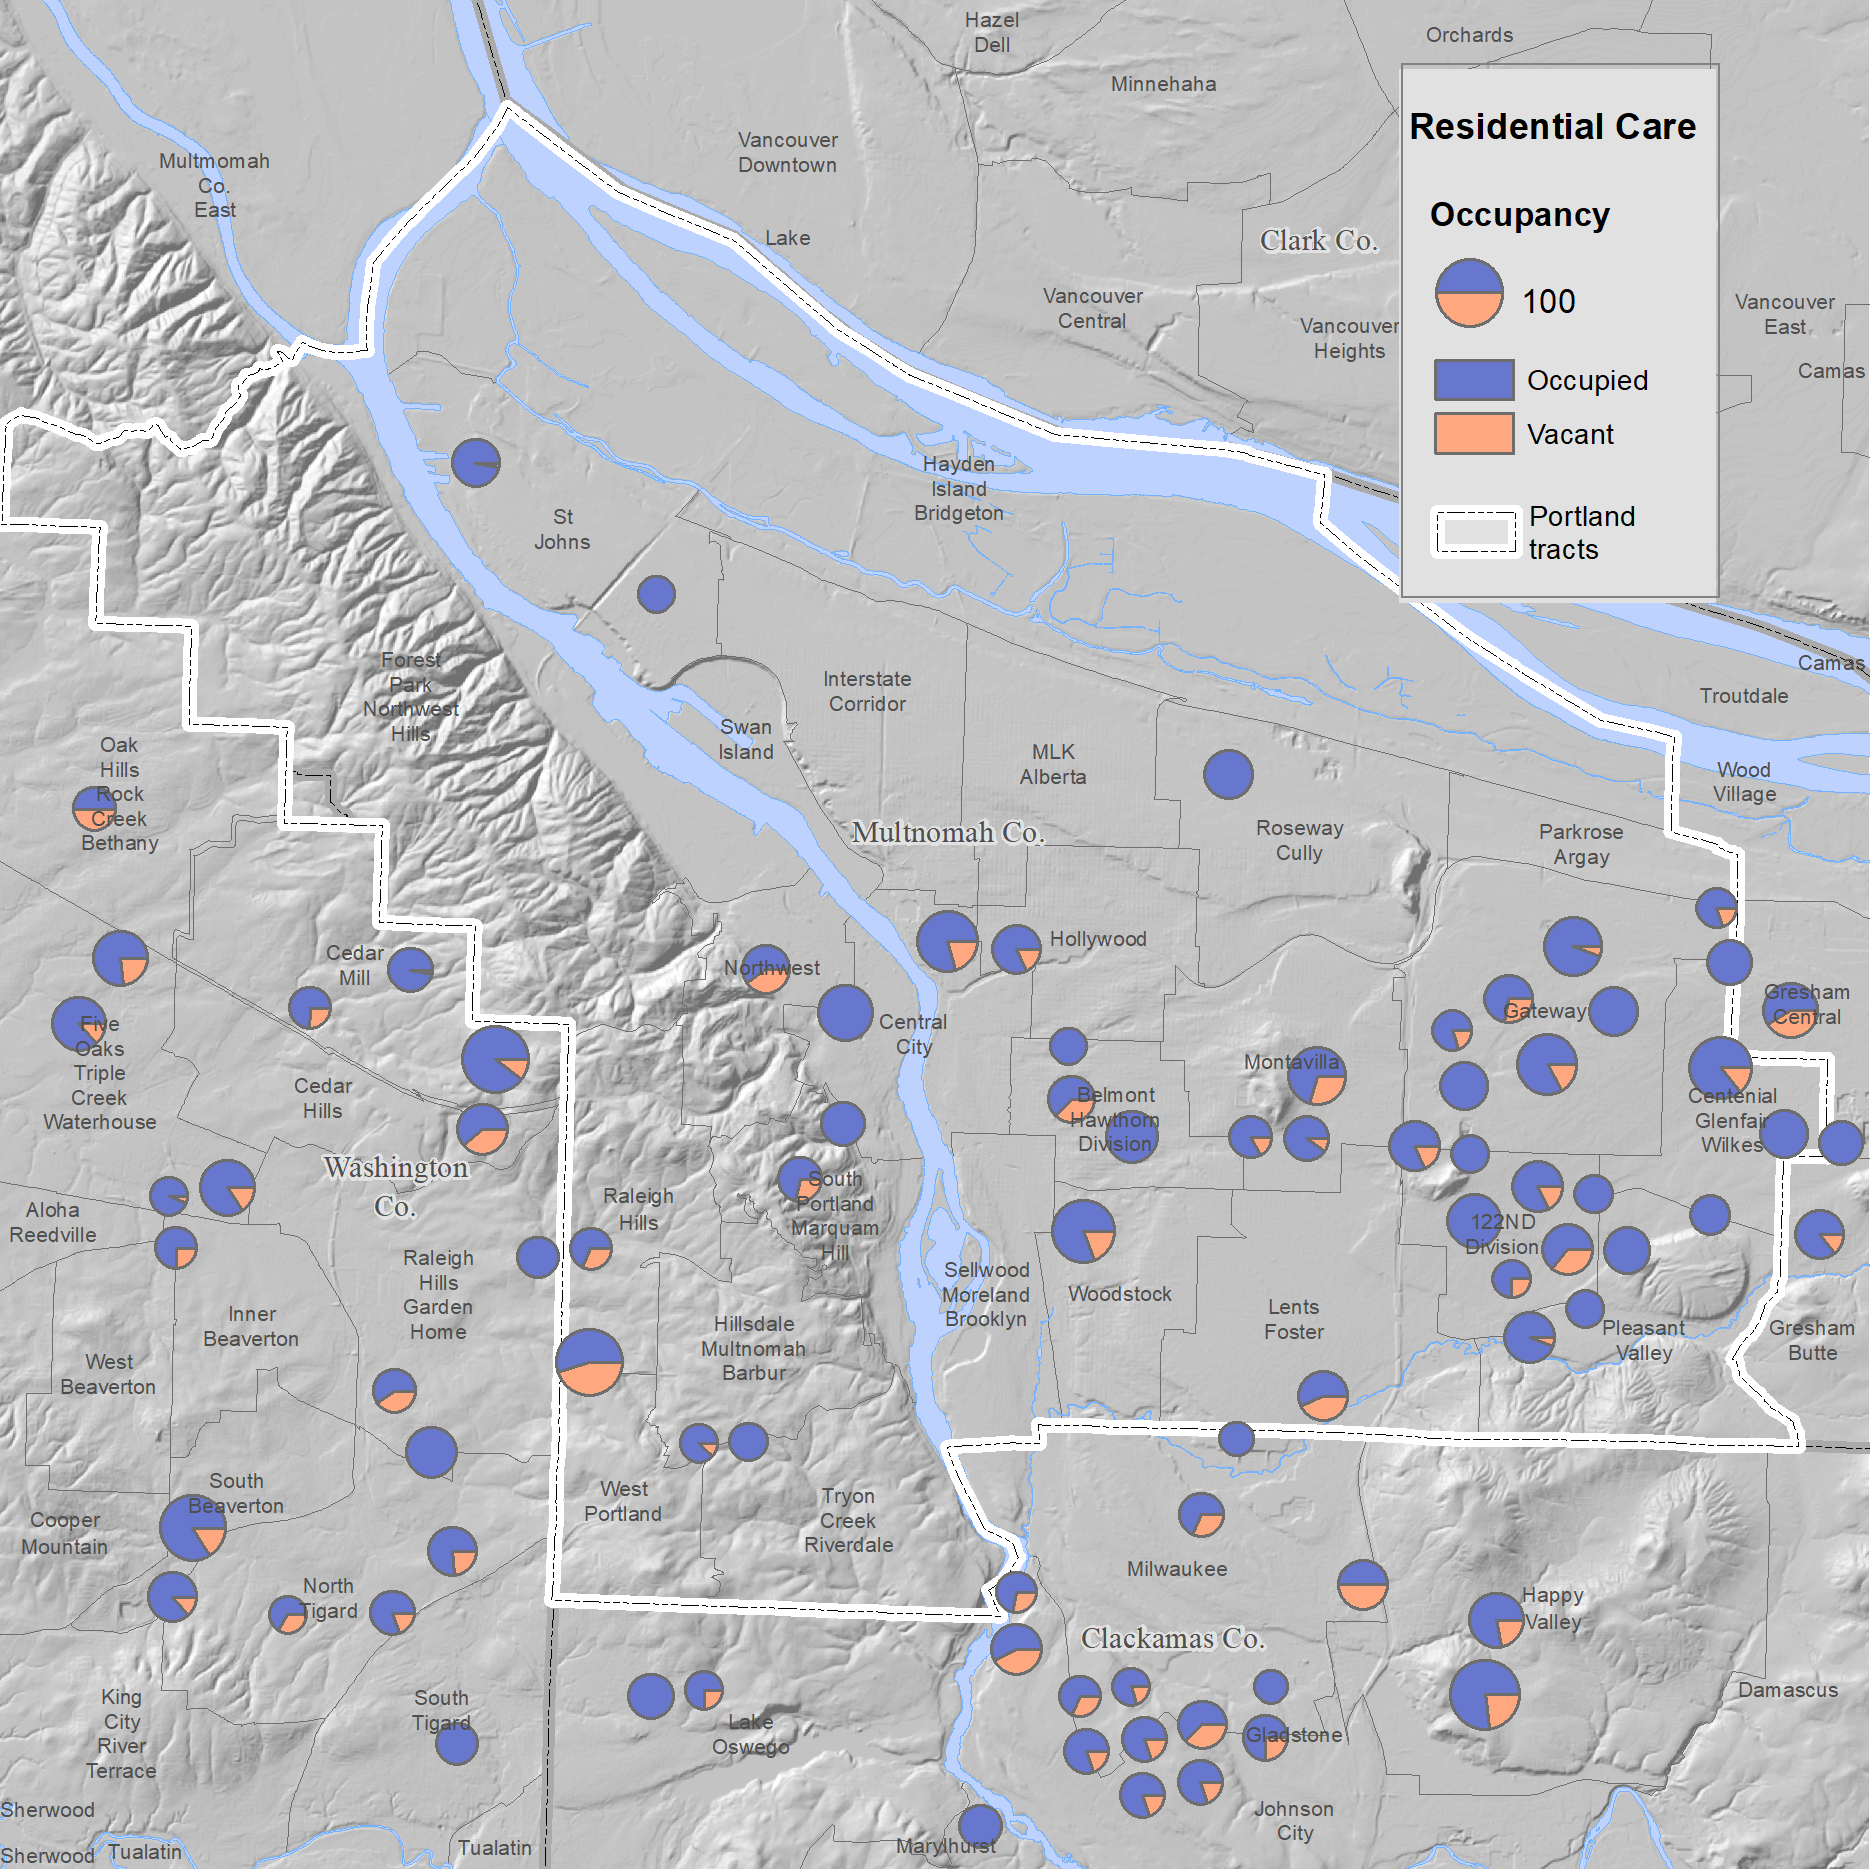 Hazel
Dell
Orchards
Minnehaha
Residential Care
Occupancy
100
Occupied
Vacant
Portland
tracts
Multmomah
Co.
East
Vancouver
Downtown
Lake
Clark Co.
Vancouver
Central
Vancouver
Heights
Vancouver
East
Camas
Hayden
Island
Bridgeton
St
Johns
Camas
Troutdale
Forest
Park
Northwest
Hills
Interstate
Corridor
Swan
Island
MLK
Alberta
Wood
Village
Oak
Hills
Rock
Creek
Bethany
Multnomah Co.
Roseway
Cully
Parkrose
Argay
Cedar
Mill
Northwest
Hollywood
Gresham
Central
Gateway
Central
City
Five
Oaks
Triple
Creek
Waterhouse
Cedar
Hills
Montavilla
Belmont
Hawthorn
Division
Centenial
Glenfair
Wilkes
Washington
Co.
Raleigh
Hills
South
Portland
Marquam
Hill
Aloha
Reedville
122ND
Division
Raleigh
Hills
Garden
Home
Sellwood
Moreland
Brooklyn
Woodstock
Lents
Foster
Inner
Beaverton
Hillsdale
Multnomah
Barbur
Pleasant
Valley
Gresham
Butte
West
Beaverton
South
Beaverton
West
Portland
Tryon
Creek
Riverdale
Cooper
Mountain
Milwaukee
North
Tigard
Happy
Valley
Clackamas Co.
King
City
River
Terrace
South
Tigard
Lake
Oswego
Gladstone
Damascus
Johnson
City
Marylhurst
Sherwood
Sherwood
Tualatin
Tualatin